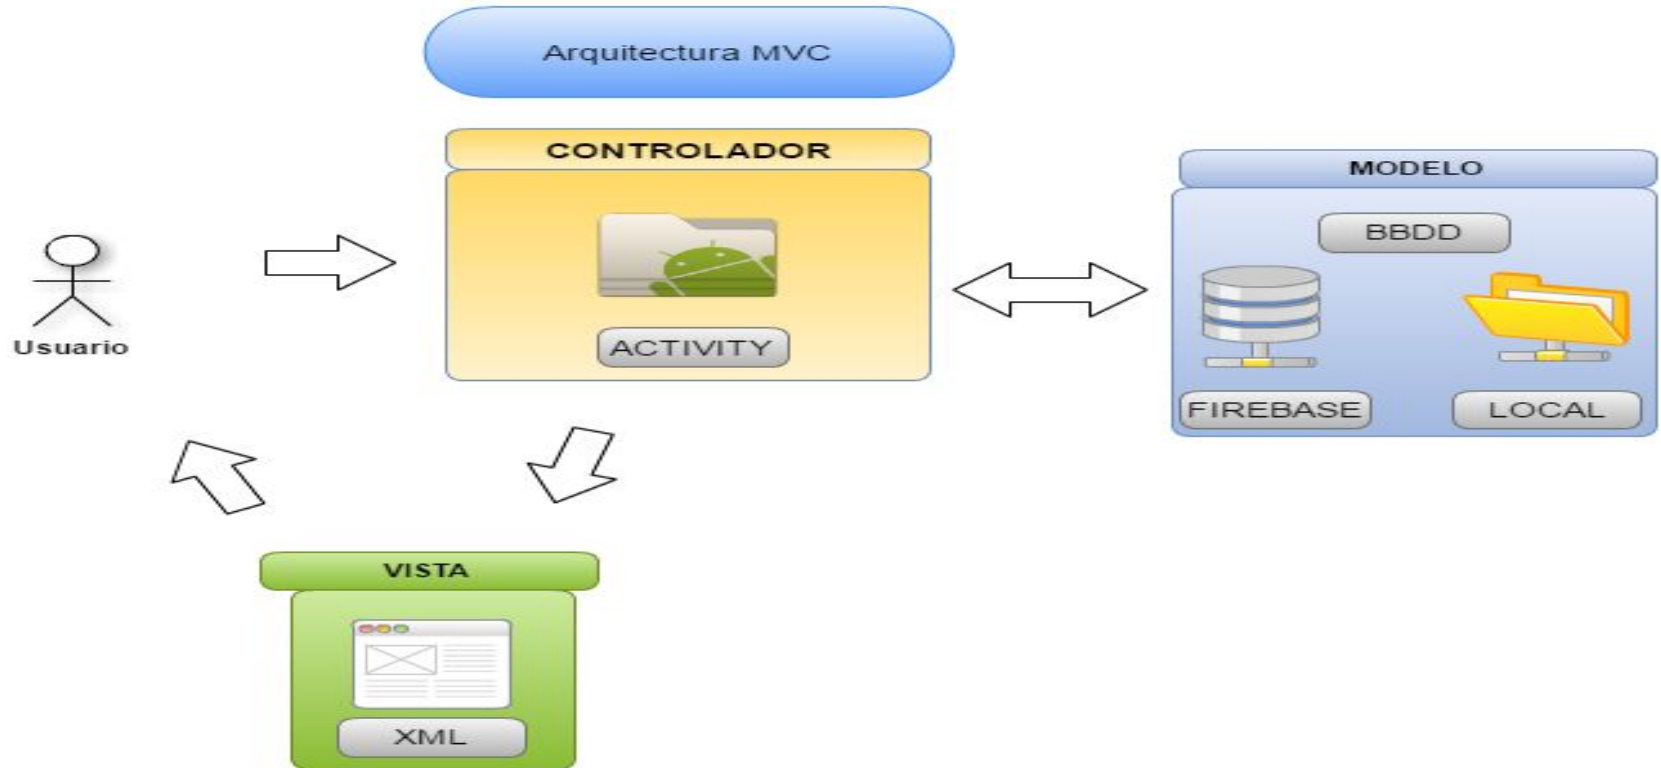 Arquitectura MVC
CONTROLADOR
ACTIVITY
MODELO
BBDD
FIREBASE
LOCAL
Usuario
VISTA
XML